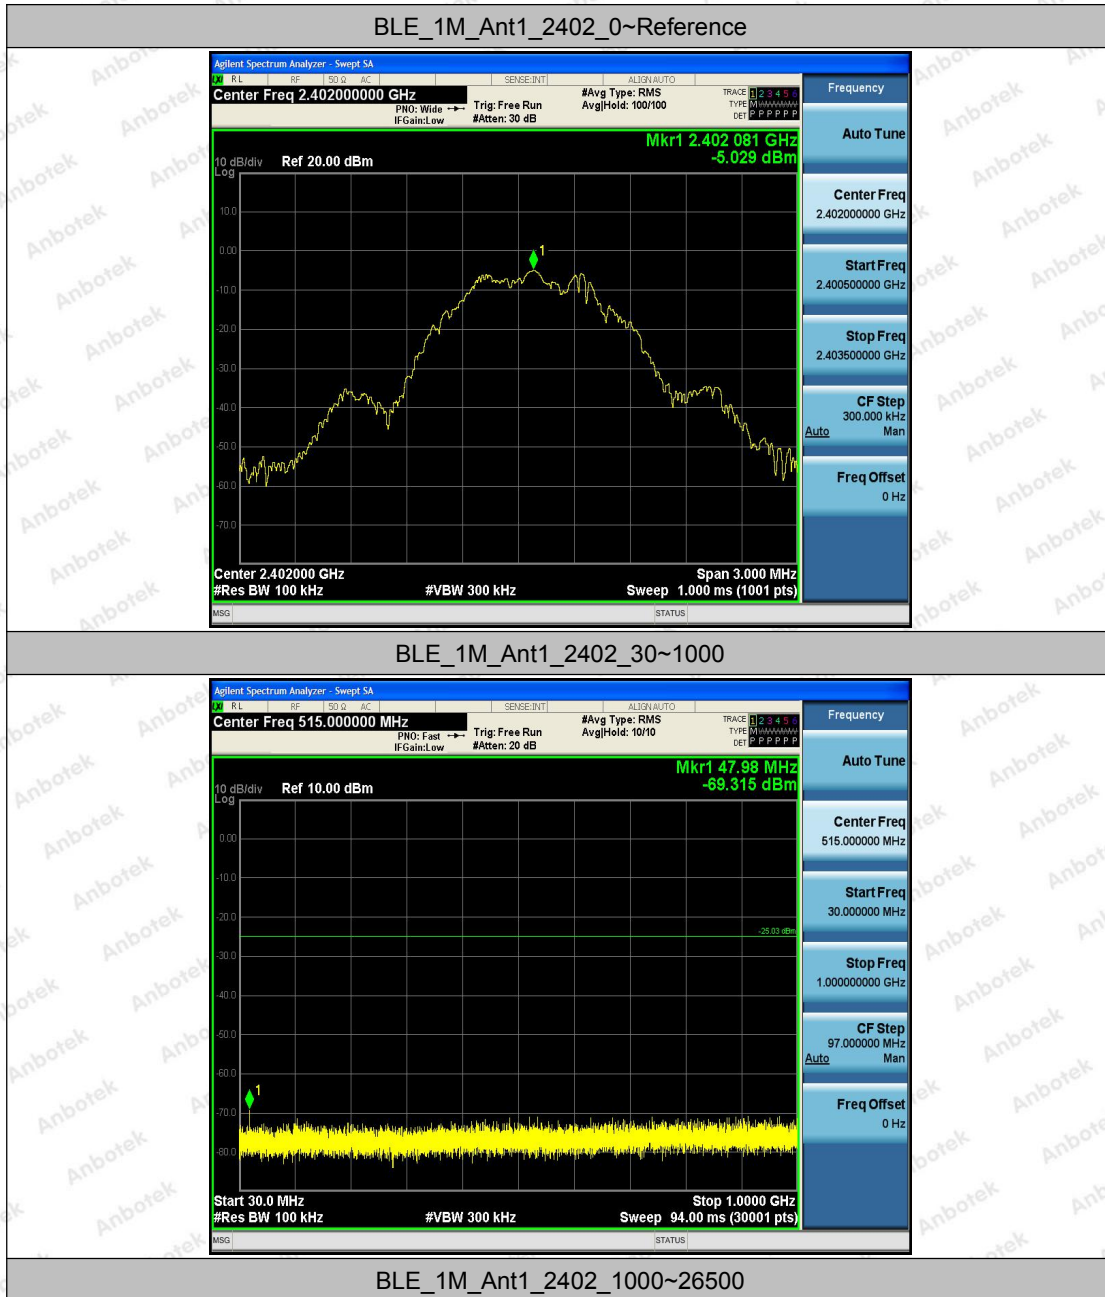 BLE_1M_Ant1_2402_0~Reference
Agilent Spectrum Analyzer - Swept SA
LXI RL RF 50 Ω AC SENSE:INT ALIGNAUTO
Center Freq 2.402000000 GHz
PNO: Wide
IFGain:Low
Trig: Free Run
#Atten: 30 dB
#Avg Type: RMS
Avg|Hold: 100/100
TRACE 1 2 3 4 5 6
TYPE M WWWWW
DET P P P P P P
Mkr1 2.402 081 GHz
-5.029 dBm
10 dB/div Ref 20.00 dBm
Log
10.0
0.00
-10.0
-20.0
-30.0
-40.0
-50.0
-60.0
-70.0
1
Center 2.402000 GHz Span 3.000 MHz
#Res BW 100 kHz #VBW 300 kHz Sweep 1.000 ms (1001 pts)
MSG STATUS
Frequency
Auto Tune
Center Freq
2.402000000 GHz
Start Freq
2.400500000 GHz
Stop Freq
2.403500000 GHz
CF Step
300.000 kHz
Auto Man
Freq Offset
0 Hz
BLE_1M_Ant1_2402_30~1000
Agilent Spectrum Analyzer - Swept SA
LXI RL RF 50 Ω AC SENSE:INT ALIGNAUTO
Center Freq 515.000000 MHz
PNO: Fast
IFGain:Low
Trig: Free Run
#Atten: 20 dB
#Avg Type: RMS
Avg|Hold: 10/10
TRACE 1 2 3 4 5 6
TYPE M WWWWW
DET P P P P P P
Mkr1 47.98 MHz
-69.315 dBm
10 dB/div Ref 10.00 dBm
Log
0.00
-10.0
-20.0
-30.0
-40.0
-50.0
-60.0
-70.0
-80.0
-25.03 dBm
1
Start 30.0 MHz Stop 1.0000 GHz
#Res BW 100 kHz #VBW 300 kHz Sweep 94.00 ms (30001 pts)
MSG STATUS
Frequency
Auto Tune
Center Freq
515.000000 MHz
Start Freq
30.000000 MHz
Stop Freq
1.000000000 GHz
CF Step
97.000000 MHz
Auto Man
Freq Offset
0 Hz
BLE_1M_Ant1_2402_1000~26500
Anbotek